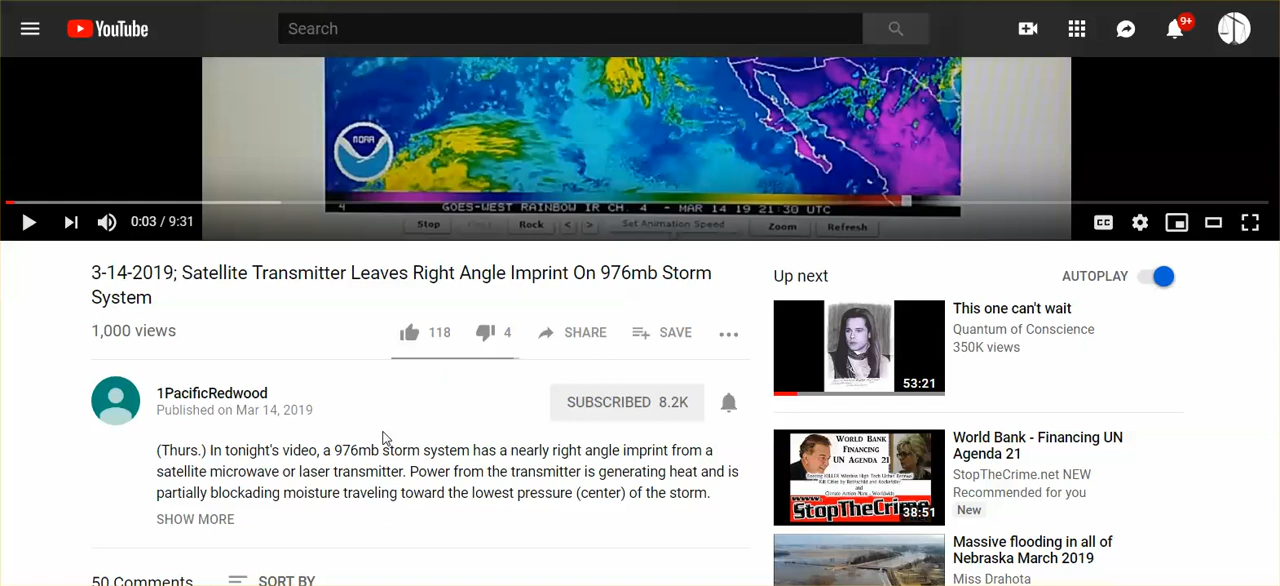 YouTube
Search
9+
NOAA
4 GOES-WEST RAINBOW IR CH. 4 - MAR 14 19 21:30 UTC
Stop Rock < > Set Animation Speed Zoom Refresh
0:03 / 9:31
CC
3-14-2019; Satellite Transmitter Leaves Right Angle Imprint On 976mb Storm
System
1,000 views
118 4 SHARE SAVE
1PacificRedwood
Published on Mar 14, 2019
SUBSCRIBED 8.2K
(Thurs.) In tonight's video, a 976mb storm system has a nearly right angle imprint from a
satellite microwave or laser transmitter. Power from the transmitter is generating heat and is
partially blockading moisture traveling toward the lowest pressure (center) of the storm.
SHOW MORE
50 Comments SORT BY
Up next
AUTOPLAY
53:21
This one can't wait
Quantum of Conscience
350K views
WORLD BANK
FINANCING
UN AGENDA 21
and
StopTheCrime
38:51
World Bank - Financing UN
Agenda 21
StopTheCrime.net NEW
Recommended for you
New
Massive flooding in all of
Nebraska March 2019
Miss Drahota